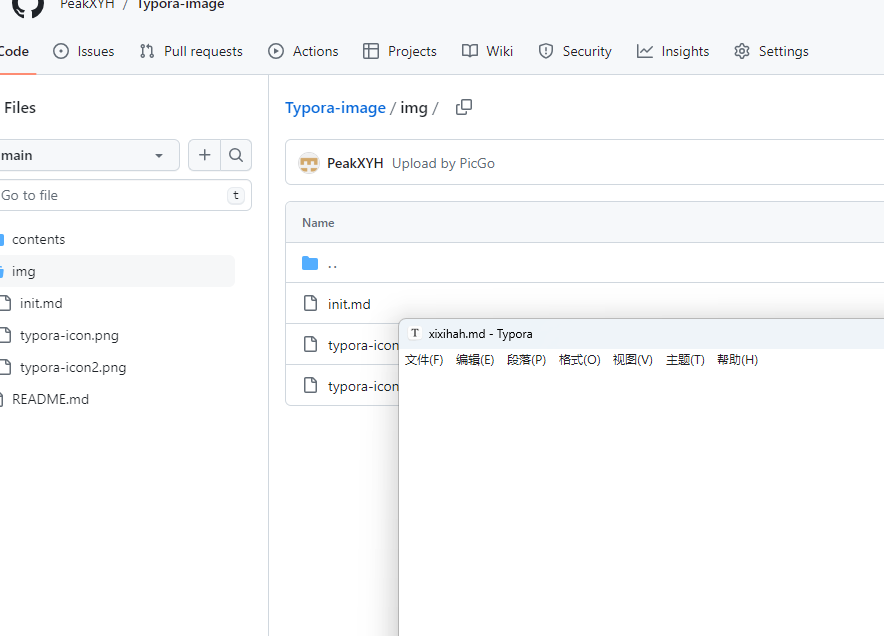 PeakXYH / Typora-image
Code Issues Pull requests Actions Projects Wiki Security Insights Settings
Files
main
Go to file t
contents
img
init.md
typora-icon.png
typora-icon2.png
README.md
Typora-image / img /
PeakXYH Upload by PicGo
Name
..
init.md
typora-icon
typora-icon
xixihah.md - Typora
文件(F) 编辑(E) 段落(P) 格式(O) 视图(V) 主题(T) 帮助(H)